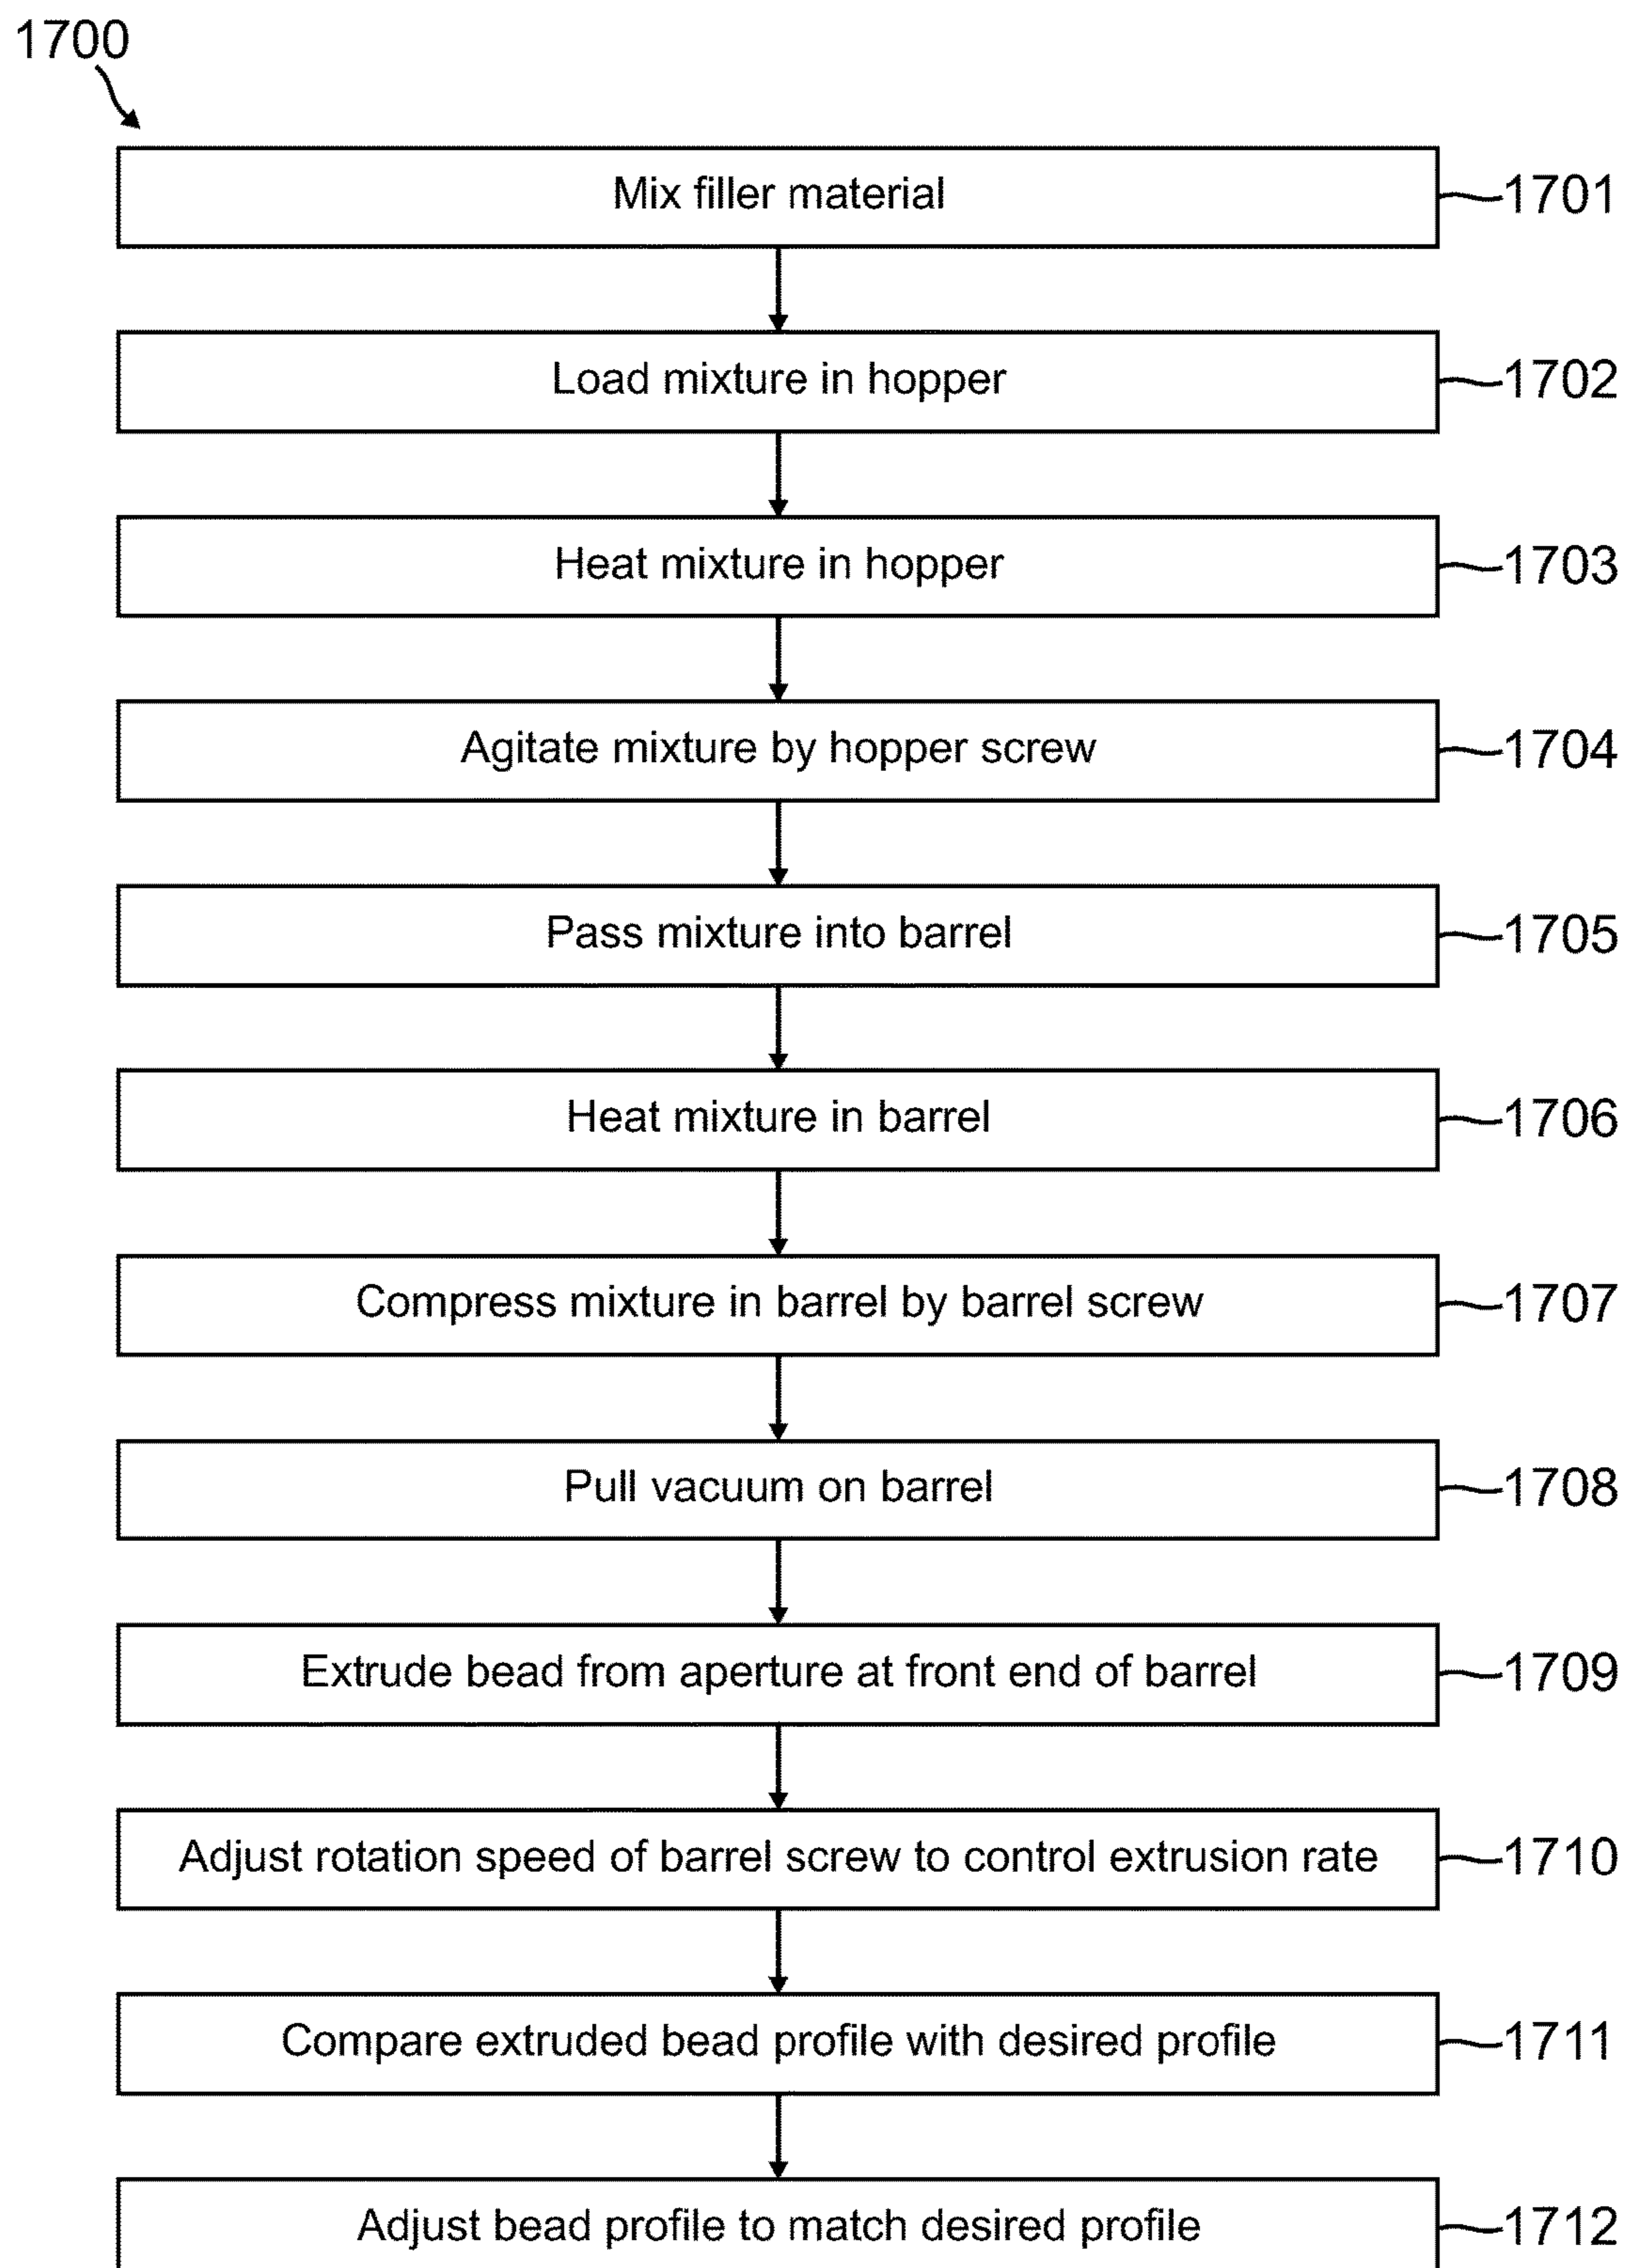 1700
Mix filler material 1701
Load mixture in hopper 1702
Heat mixture in hopper 1703
Agitate mixture by hopper screw 1704
Pass mixture into barrel 1705
Heat mixture in barrel 1706
Compress mixture in barrel by barrel screw 1707
Pull vacuum on barrel 1708
Extrude bead from aperture at front end of barrel 1709
Adjust rotation speed of barrel screw to control extrusion rate 1710
Compare extruded bead profile with desired profile 1711
Adjust bead profile to match desired profile 1712